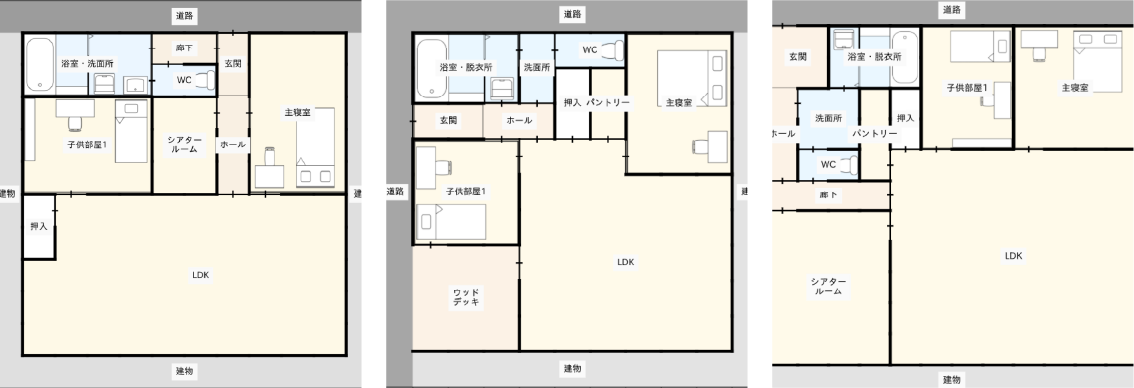 道路
浴室・洗面所
廊下
玄関
WC
主寝室
子供部屋1
シアター
ルーム
ホール
建物
押入
LDK
建物
道路
WC
浴室・脱衣所
洗面所
押入
パントリー
主寝室
玄関
ホール
道路
子供部屋1
LDK
ウッド
デッキ
建物
道路
玄関
浴室・脱衣所
子供部屋1
主寝室
洗面所
押入
ホール
パントリー
WC
廊下
LDK
シアター
ルーム
建物